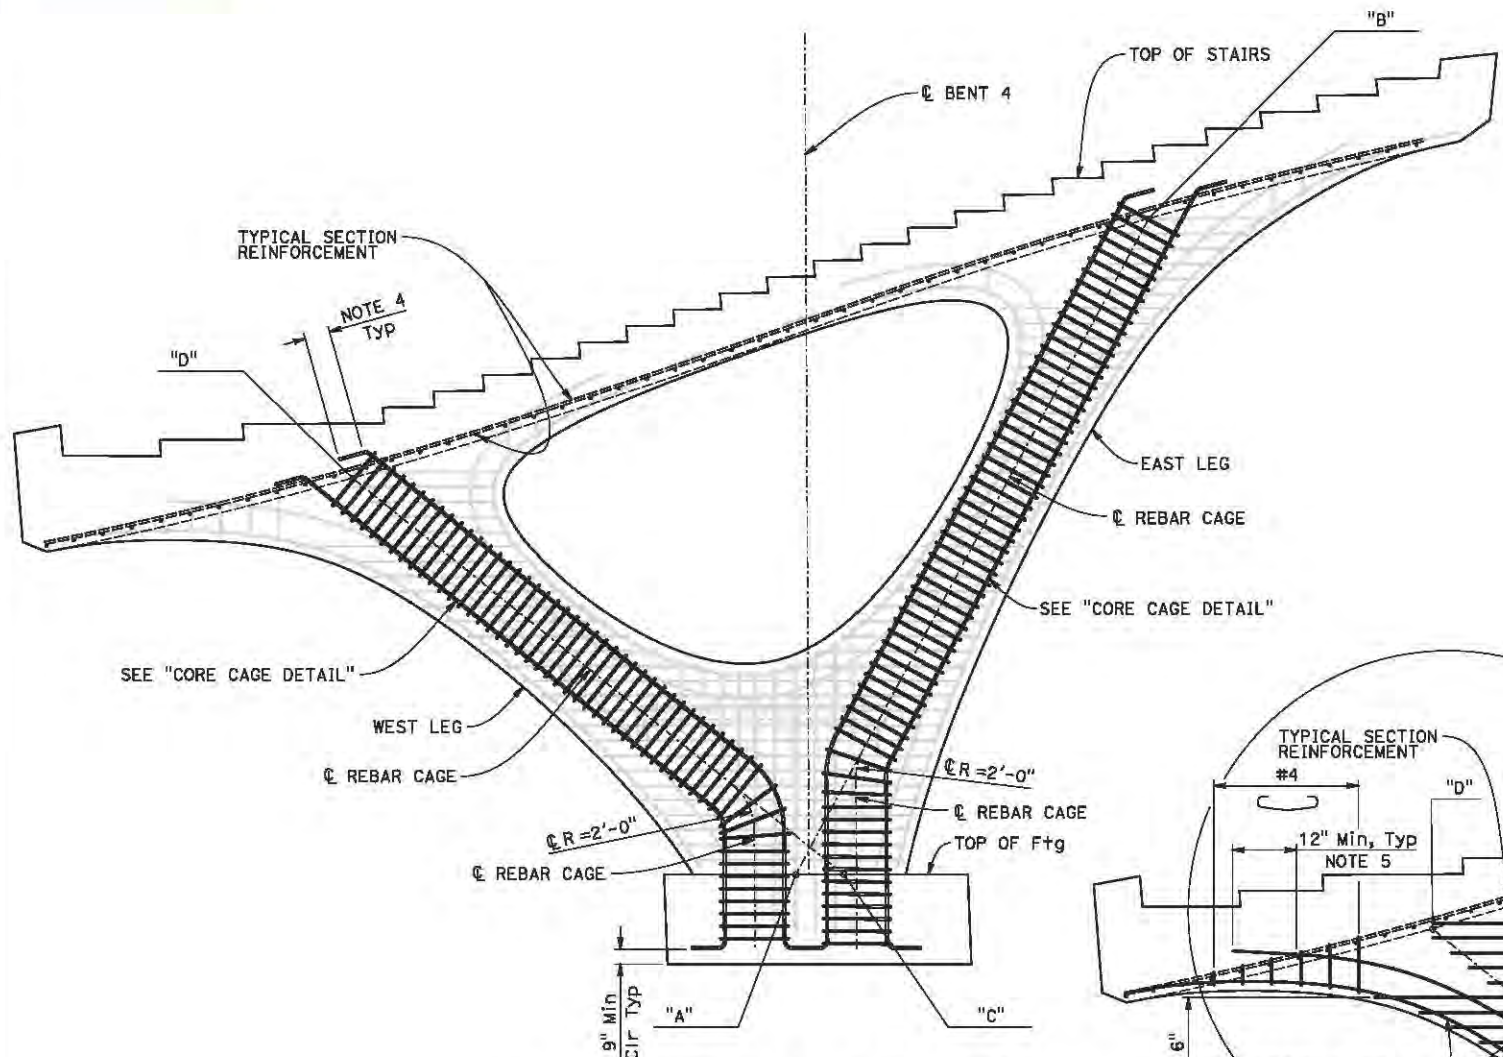 "B"
TOP OF STAIRS
℄ BENT 4
TYPICAL SECTION
REINFORCEMENT
NOTE 4
Typ
"D"
EAST LEG
℄ REBAR CAGE
SEE "CORE CAGE DETAIL"
SEE "CORE CAGE DETAIL"
WEST LEG
℄ REBAR CAGE
℄ R =2'-0"
℄ REBAR CAGE
TOP OF Ftg
℄ R =2'-0"
℄ REBAR CAGE
9" Min
Clr Typ
"A"
"C"
TYPICAL SECTION
REINFORCEMENT
#4
"D"
12" Min, Typ
NOTE 5
6"